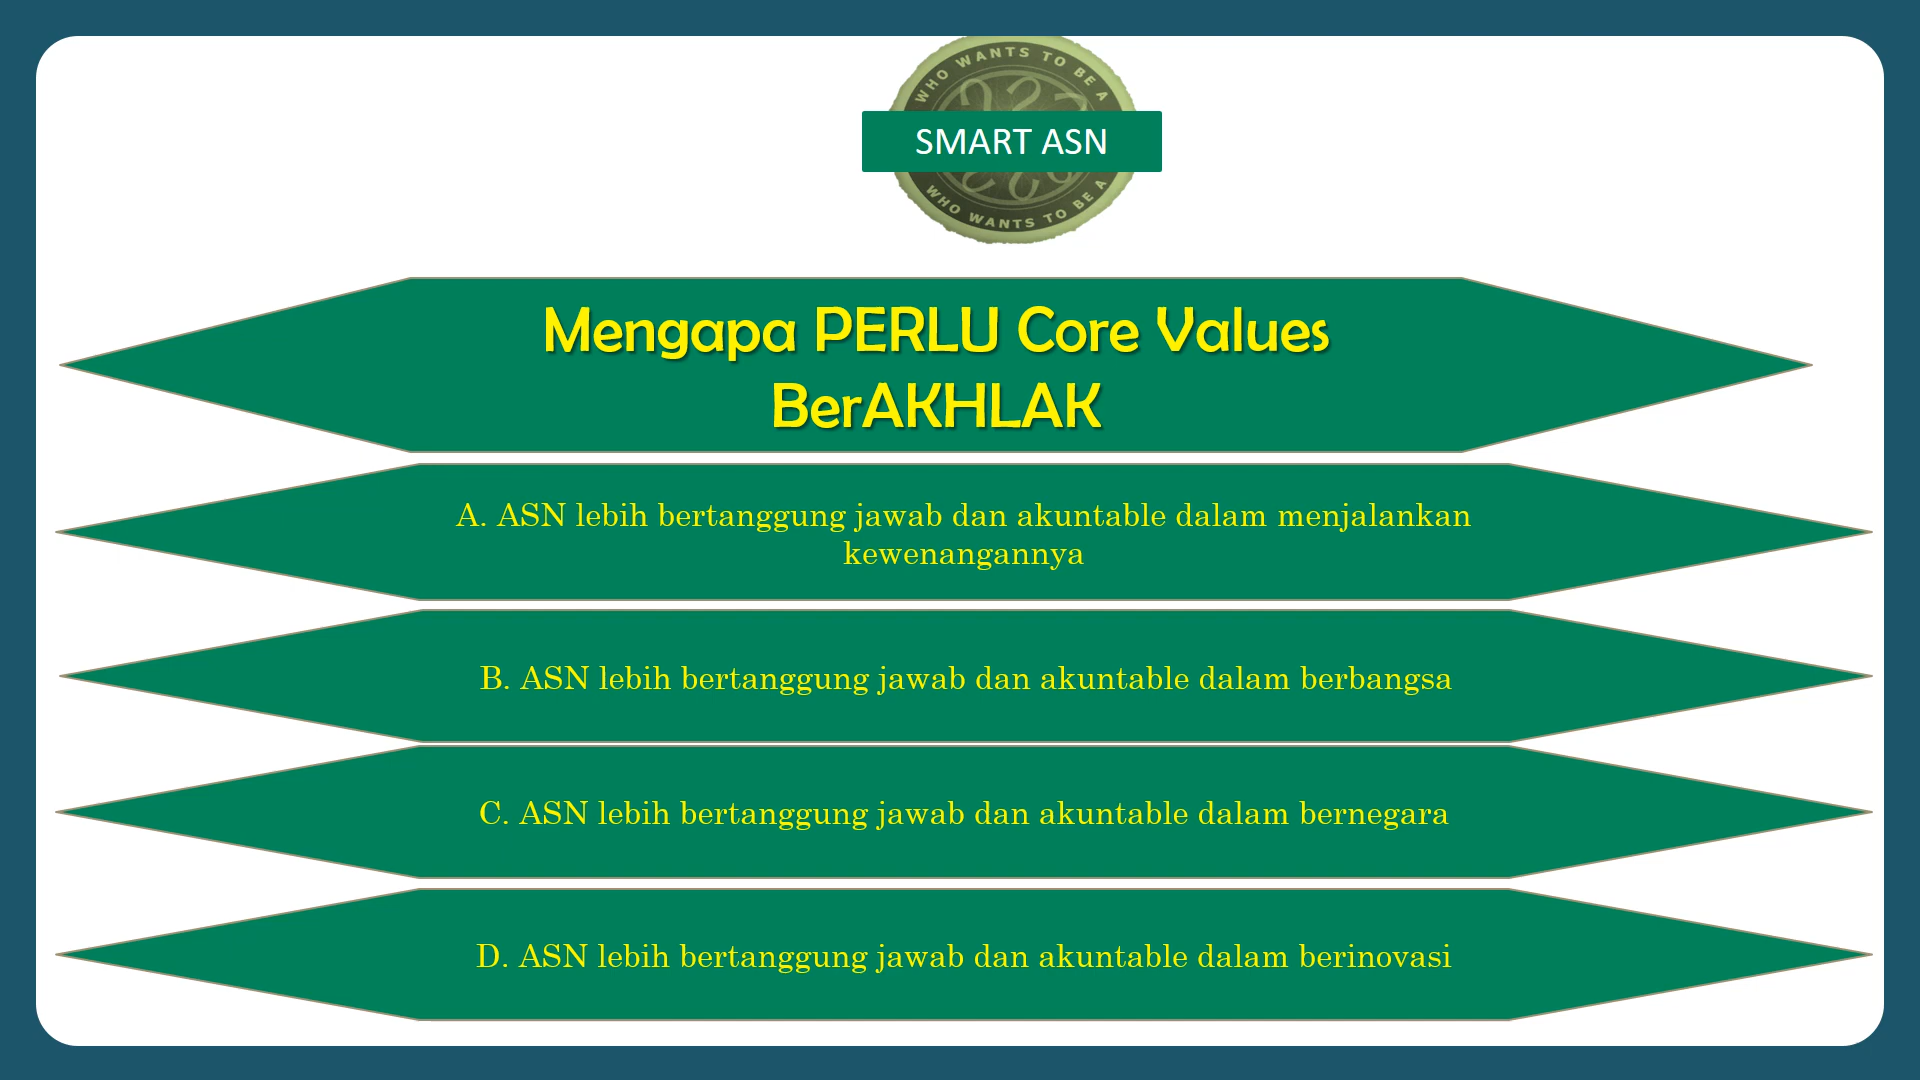 WHO WANTS TO BE A
SMART ASN
WHO WANTS TO BE A
Mengapa PERLU Core Values
BerAKHLAK
A. ASN lebih bertanggung jawab dan akuntable dalam menjalankan
kewenangannya
B. ASN lebih bertanggung jawab dan akuntable dalam berbangsa
C. ASN lebih bertanggung jawab dan akuntable dalam bernegara
D. ASN lebih bertanggung jawab dan akuntable dalam berinovasi